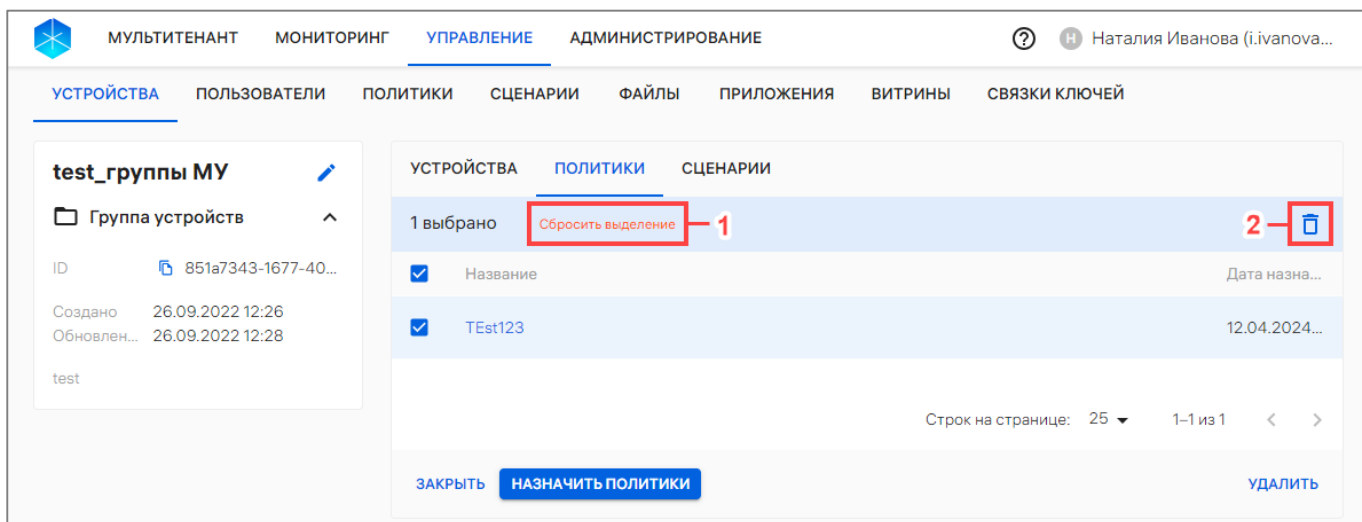 МУЛЬТИТЕНАНТ МОНИТОРИНГ УПРАВЛЕНИЕ АДМИНИСТРИРОВАНИЕ ? Н Наталия Иванова (i.ivanova...
УСТРОЙСТВА ПОЛЬЗОВАТЕЛИ ПОЛИТИКИ СЦЕНАРИИ ФАЙЛЫ ПРИЛОЖЕНИЯ ВИТРИНЫ СВЯЗКИ КЛЮЧЕЙ
test_группы МУ
Группа устройств
ID 851a7343-1677-40...
Создано 26.09.2022 12:26
Обновлен... 26.09.2022 12:28
test
УСТРОЙСТВА ПОЛИТИКИ СЦЕНАРИИ
1 выбрано Сбросить выделение 1 2
Название Дата назна...
TEst123 12.04.2024...
Строк на странице: 25 1–1 из 1
ЗАКРЫТЬ НАЗНАЧИТЬ ПОЛИТИКИ УДАЛИТЬ